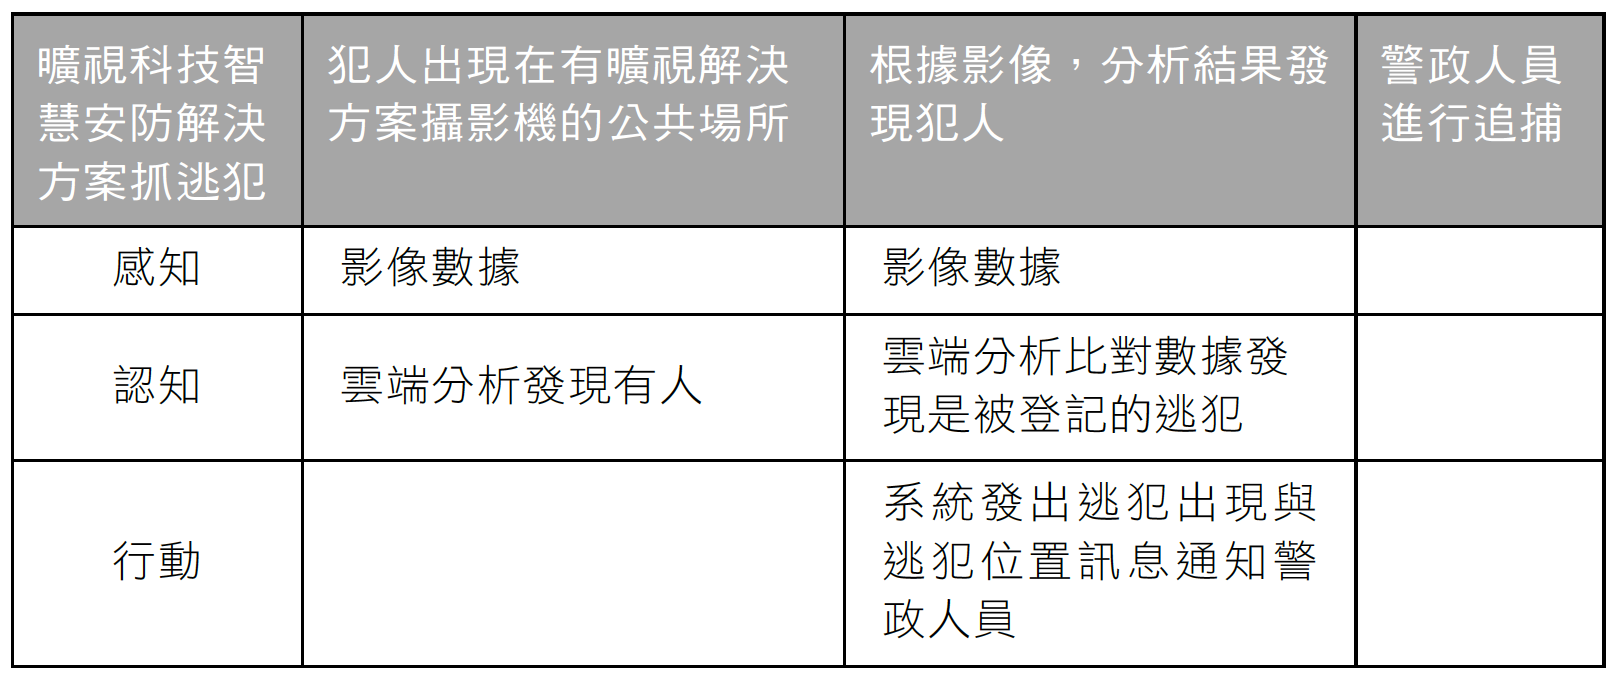 曠視科技智
慧安防解決
方案抓逃犯
犯人出現在有曠視解決
方案攝影機的公共場所
根據影像，分析結果發
現犯人
警政人員
進行追捕
感知
影像數據
影像數據
認知
雲端分析發現有人
雲端分析比對數據發
現是被登記的逃犯
行動
系統發出逃犯出現與
逃犯位置訊息通知警
政人員